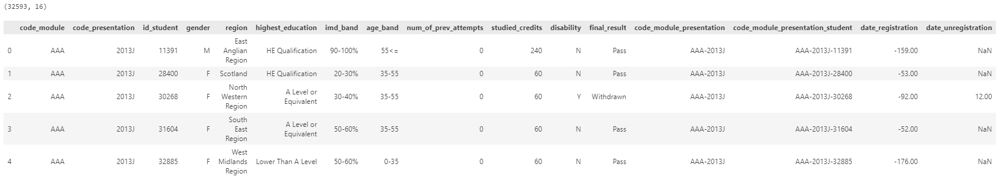 (32593, 16)
code_module code_presentation id_student gender region highest_education imd_band age_band num_of_prev_attempts studied_credits disability final_result code_module_presentation code_module_presentation_student date_registration date_unregistration
0 AAA 2013J 11391 M East Anglian Region HE Qualification 90-100% 55<= 0 240 N Pass AAA-2013J AAA-2013J-11391 -159.00 NaN
1 AAA 2013J 28400 F Scotland HE Qualification 20-30% 35-55 0 60 N Pass AAA-2013J AAA-2013J-28400 -53.00 NaN
2 AAA 2013J 30268 F North Western Region A Level or Equivalent 30-40% 35-55 0 60 Y Withdrawn AAA-2013J AAA-2013J-30268 -92.00 12.00
3 AAA 2013J 31604 F South East Region A Level or Equivalent 50-60% 35-55 0 60 N Pass AAA-2013J AAA-2013J-31604 -52.00 NaN
4 AAA 2013J 32885 F West Midlands Region Lower Than A Level 50-60% 0-35 0 60 N Pass AAA-2013J AAA-2013J-32885 -176.00 NaN